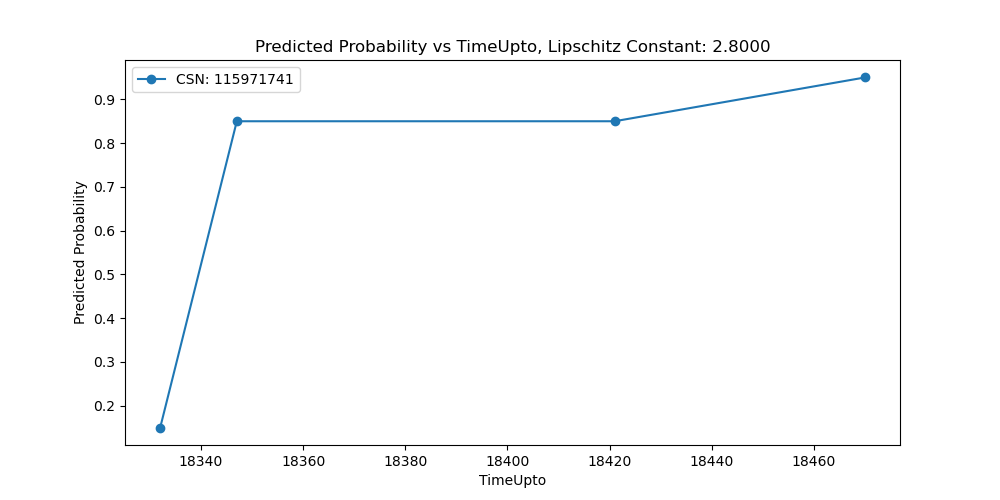 Predicted Probability vs TimeUpto, Lipschitz Constant: 2.8000
CSN: 115971741
Predicted Probability
0.9
0.8
0.7
0.6
0.5
0.4
0.3
0.2
18340 18360 18380 18400 18420 18440 18460
TimeUpto